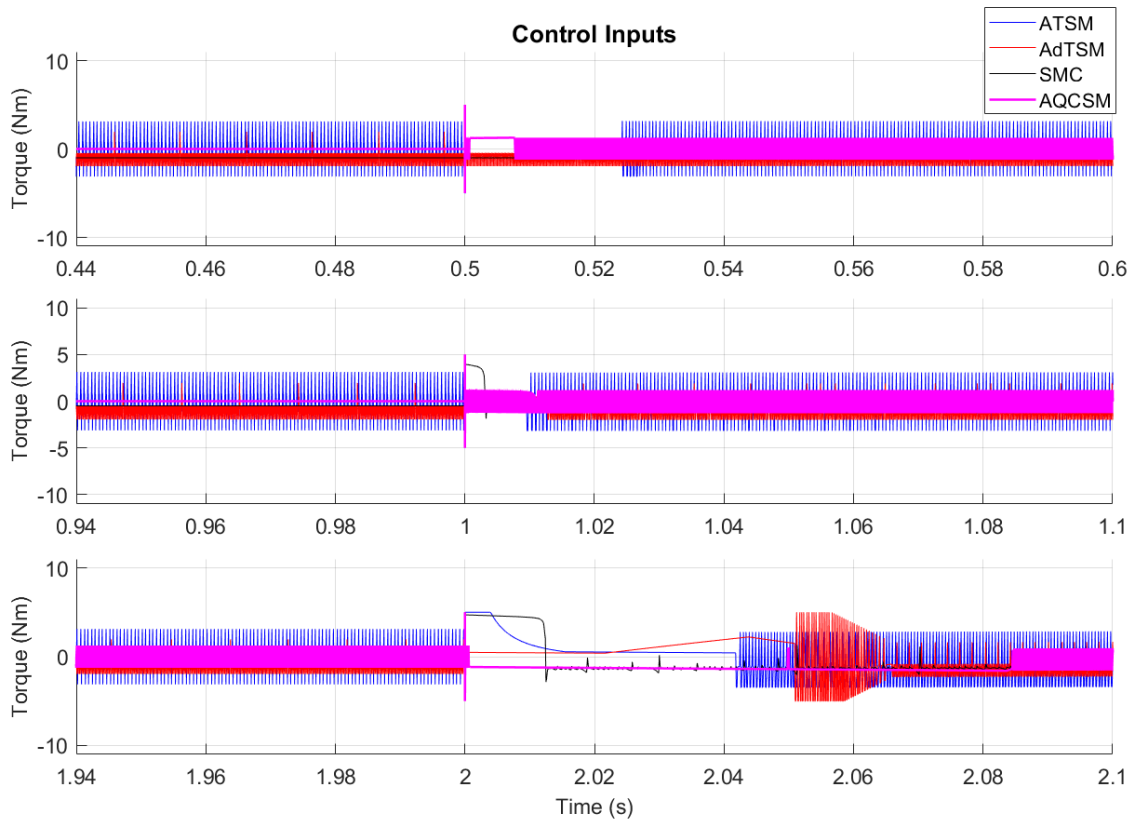 Control Inputs
ATSM
AdTSM
SMC
AQCSM
10
0
-10
Torque (Nm)
0.44 0.46 0.48 0.5 0.52 0.54 0.56 0.58 0.6
10
5
0
-5
-10
Torque (Nm)
0.94 0.96 0.98 1 1.02 1.04 1.06 1.08 1.1
10
0
-10
Torque (Nm)
1.94 1.96 1.98 2 2.02 2.04 2.06 2.08 2.1
Time (s)